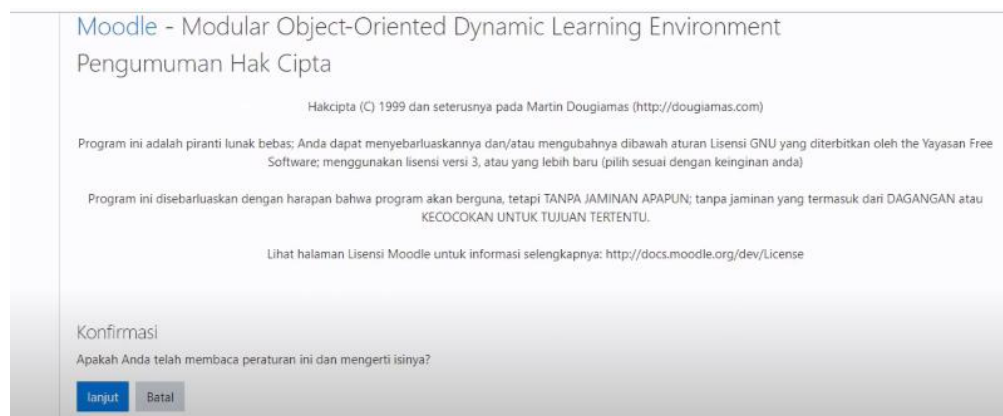 Moodle - Modular Object-Oriented Dynamic Learning Environment
Pengumuman Hak Cipta
Hakcipta (C) 1999 dan seterusnya pada Martin Dougiamas (http://dougiamas.com)
Program ini adalah piranti lunak bebas; Anda dapat menyebarluaskannya dan/atau mengubahnya dibawah aturan Lisensi GNU yang diterbitkan oleh the Yayasan Free
Software; menggunakan lisensi versi 3, atau yang lebih baru (pilih sesuai dengan keinginan anda)
Program ini disebarluaskan dengan harapan bahwa program akan berguna, tetapi TANPA JAMINAN APAPUN; tanpa jaminan yang termasuk dari DAGANGAN atau
KECOCOKAN UNTUK TUJUAN TERTENTU.
Lihat halaman Lisensi Moodle untuk informasi selengkapnya: http://docs.moodle.org/dev/License
Konfirmasi
Apakah Anda telah membaca peraturan ini dan mengerti isinya?
lanjut Batal